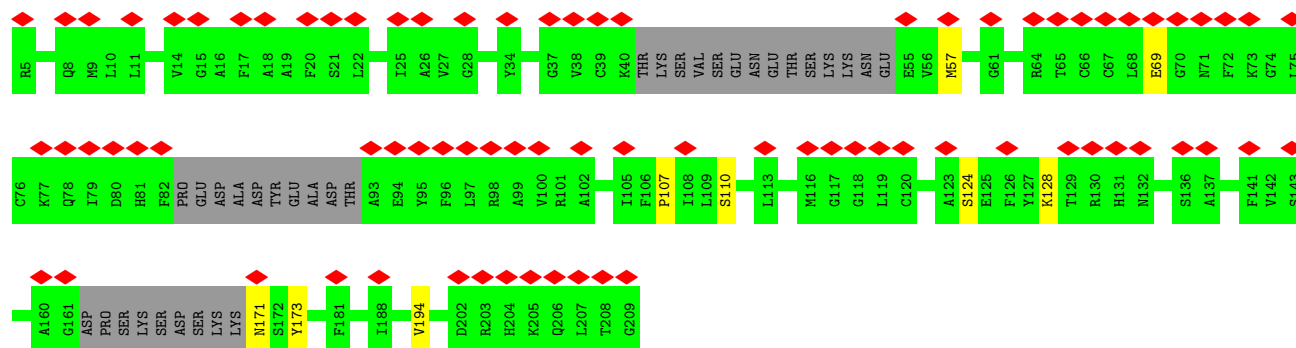 R5 Q8 M9 L10 L11 V14 G15 A16 F17 A18 A19 F20 S21 L22 I25 A26 V27 G28 Y34 G37 V38 C39 K40 THR LYS SER VAL SER GLU ASN GLU THR SER LYS LYS ASN GLU E55 V56 M57 G61 R64 T65 C66 C67 L68 E69 G70 N71 F72 K73 G74 L75
C76 K77 Q78 I79 D80 H81 F82 PRO GLU ASP ALA ASP TYR GLU ALA ASP THR A93 E94 Y95 F96 L97 R98 A99 V100 R101 A102 I105 F106 P107 I108 L109 S110 L113 M116 G117 G118 L119 C120 A123 S124 E125 F126 Y127 K128 T129 R130 H131 N132 S136 A137 F141 V142 S143
A160 G161 ASP PRO SER LYS SER ASP SER LYS LYS N171 S172 Y173 F181 I188 V194 D202 R203 H204 K205 Q206 L207 T208 G209